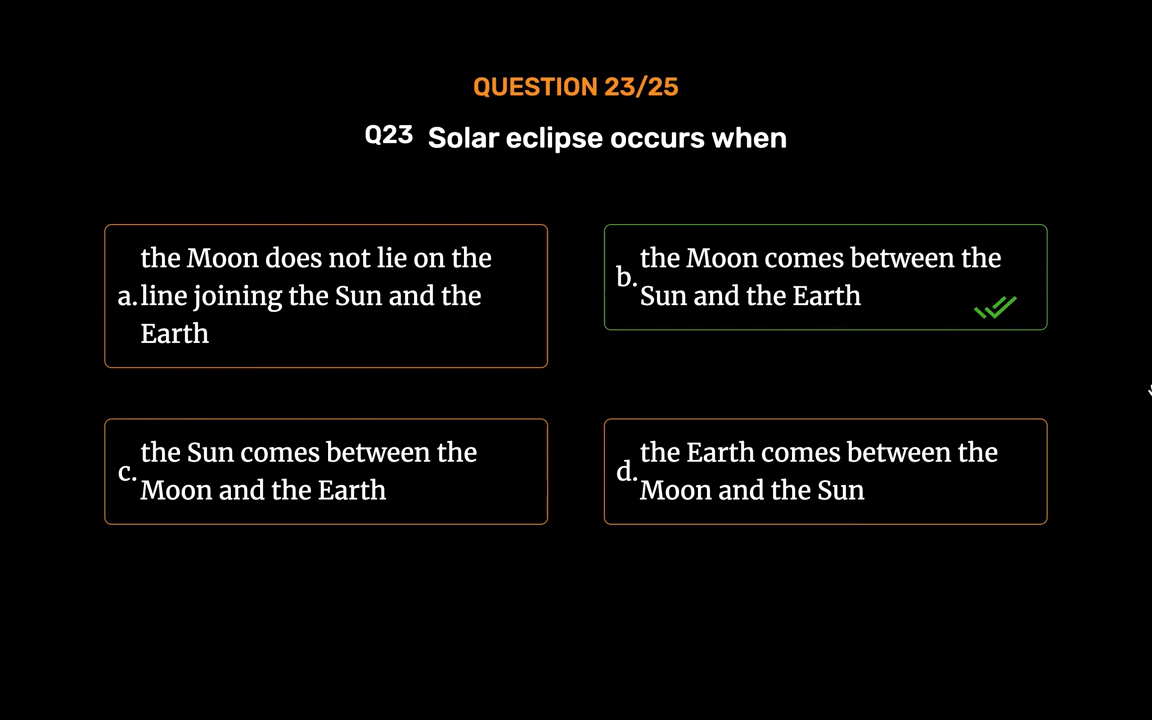 QUESTION 23/25
Q23 Solar eclipse occurs when
the Moon does not lie on the
a. line joining the Sun and the
Earth
the Moon comes between the
b.
Sun and the Earth
the Sun comes between the
c.
Moon and the Earth
the Earth comes between the
d.
Moon and the Sun